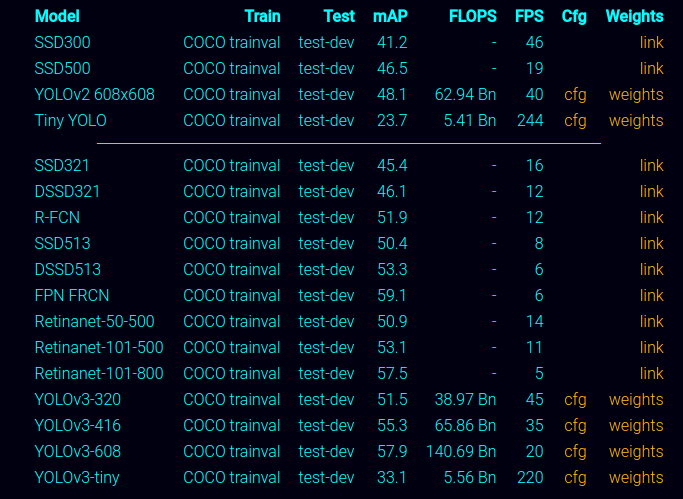 Model Train Test mAP FLOPS FPS Cfg Weights
SSD300 COCO trainval test-dev 41.2 - 46 link
SSD500 COCO trainval test-dev 46.5 - 19 link
YOLOv2 608x608 COCO trainval test-dev 48.1 62.94 Bn 40 cfg weights
Tiny YOLO COCO trainval test-dev 23.7 5.41 Bn 244 cfg weights
SSD321 COCO trainval test-dev 45.4 - 16 link
DSSD321 COCO trainval test-dev 46.1 - 12 link
R-FCN COCO trainval test-dev 51.9 - 12 link
SSD513 COCO trainval test-dev 50.4 - 8 link
DSSD513 COCO trainval test-dev 53.3 - 6 link
FPN FRCN COCO trainval test-dev 59.1 - 6 link
Retinanet-50-500 COCO trainval test-dev 50.9 - 14 link
Retinanet-101-500 COCO trainval test-dev 53.1 - 11 link
Retinanet-101-800 COCO trainval test-dev 57.5 - 5 link
YOLOv3-320 COCO trainval test-dev 51.5 38.97 Bn 45 cfg weights
YOLOv3-416 COCO trainval test-dev 55.3 65.86 Bn 35 cfg weights
YOLOv3-608 COCO trainval test-dev 57.9 140.69 Bn 20 cfg weights
YOLOv3-tiny COCO trainval test-dev 33.1 5.56 Bn 220 cfg weights